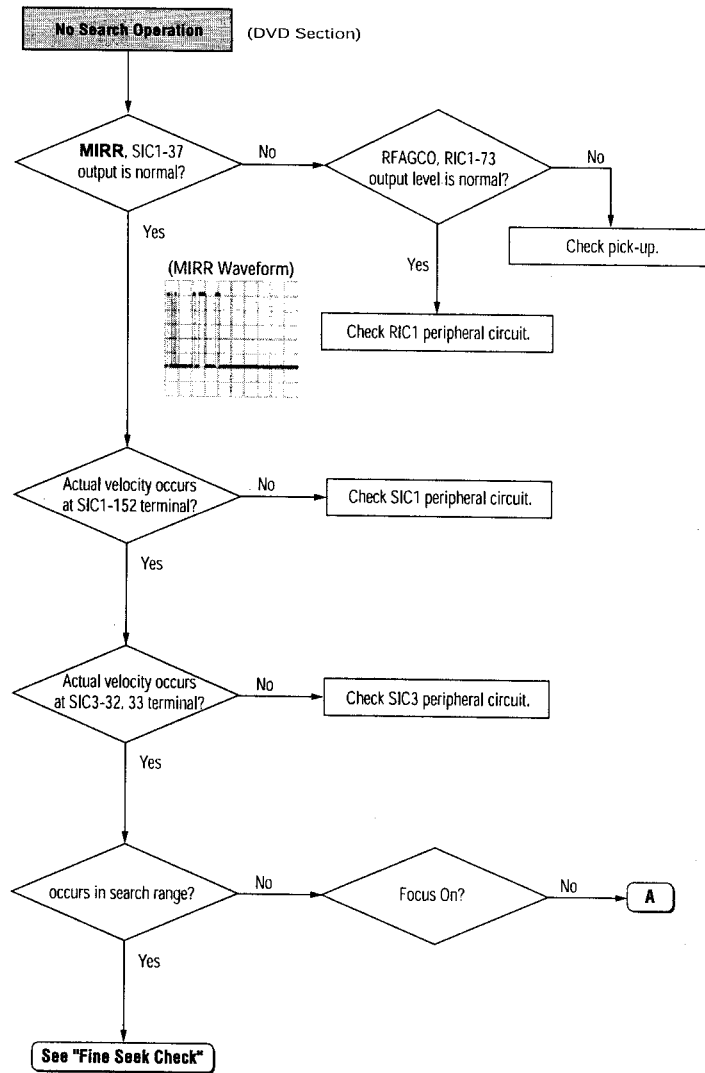 No Search Operation
(DVD Section)
MIRR, SIC1-37
output is normal?
No
RFAGCO, RIC1-73
output level is normal?
No
Check pick-up.
Yes
Yes
(MIRR Waveform)
Check RIC1 peripheral circuit.
Actual velocity occurs
at SIC1-152 terminal?
No
Check SIC1 peripheral circuit.
Yes
Actual velocity occurs
at SIC3-32, 33 terminal?
No
Check SIC3 peripheral circuit.
Yes
occurs in search range?
No
Focus On?
No
A
Yes
See "Fine Seek Check"